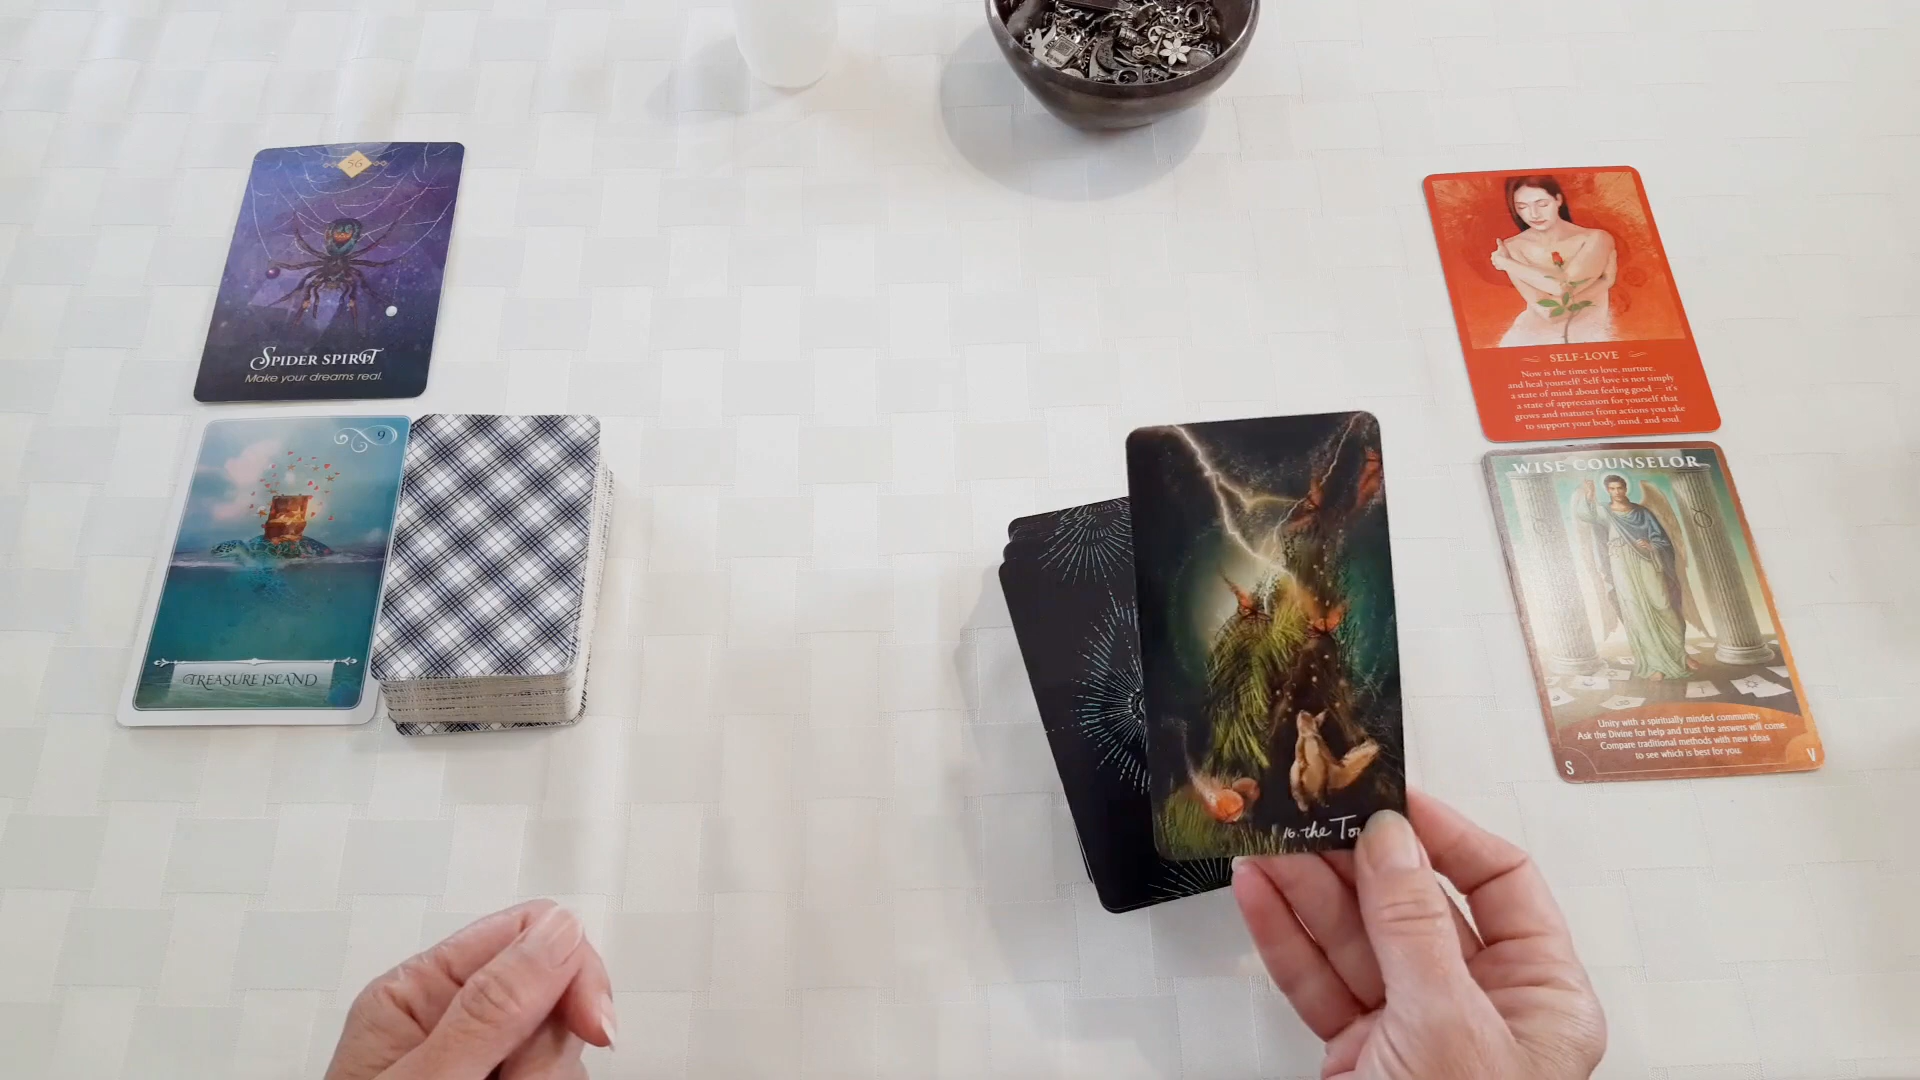 56
SPIDER SPIRIT
Make your dreams real.
9
TREASURE ISLAND
16. the
SELF-LOVE
Now is the time to love, nurture,
and heal yourself! Self-love is not simply
a state of mind about feeling good — it's
a state of appreciation for yourself that
grows and matures from actions you take
to support your body, mind, and soul.
WISE COUNSELOR
Unity with a spiritually minded community.
Ask the Divine for help and trust the answers will come.
Compare traditional methods with new ideas
to see which is best for you.
S
V